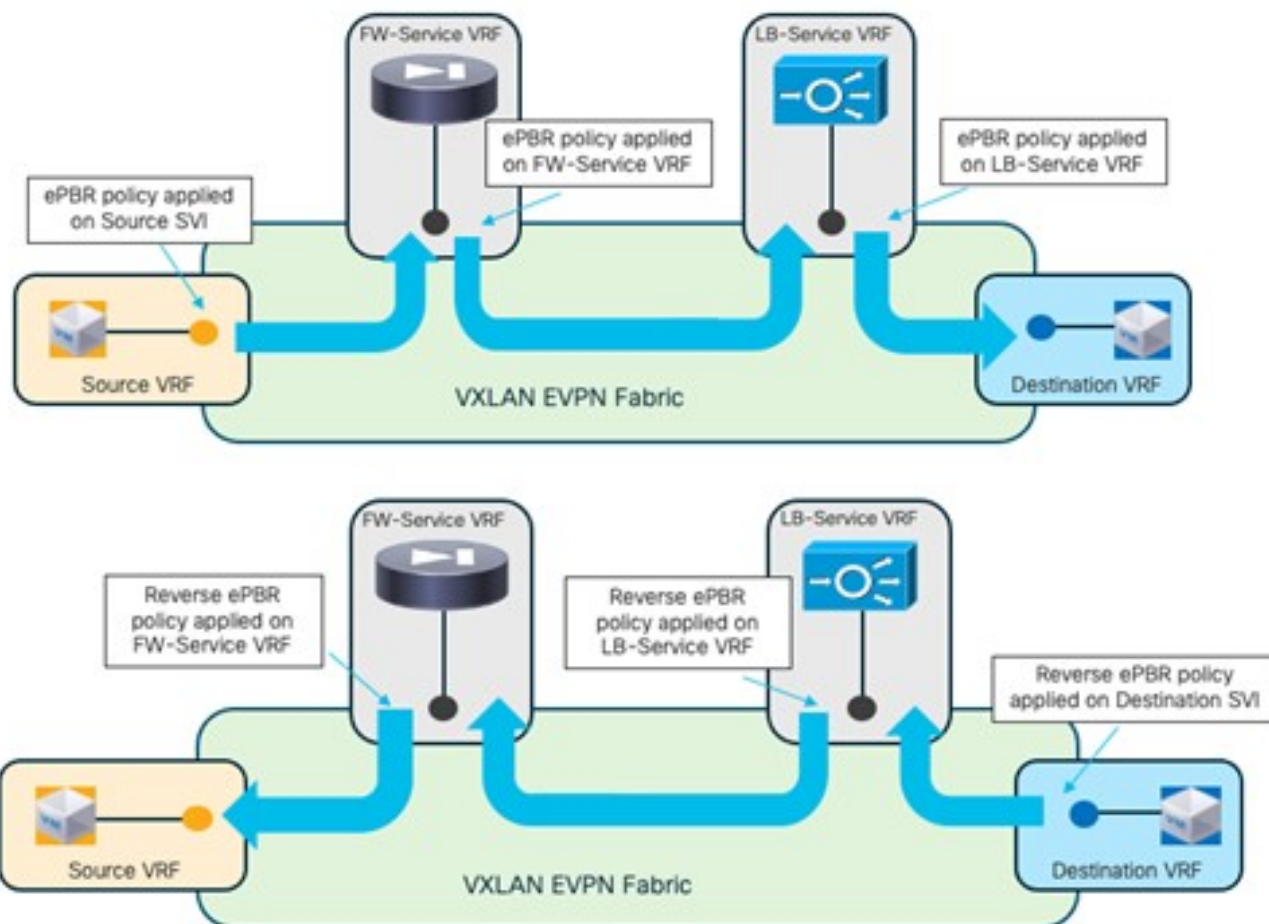 FW-Service VRF
LB-Service VRF
ePBR policy applied
on FW-Service VRF
ePBR policy applied
on LB-Service VRF
ePBR policy applied
on Source SVI
Source VRF
VXLAN EVPN Fabric
Destination VRF
FW-Service VRF
LB-Service VRF
Reverse ePBR
policy applied on
FW-Service VRF
Reverse ePBR
policy applied on
LB-Service VRF
Reverse ePBR policy
applied on Destination SVI
Source VRF
VXLAN EVPN Fabric
Destination VRF